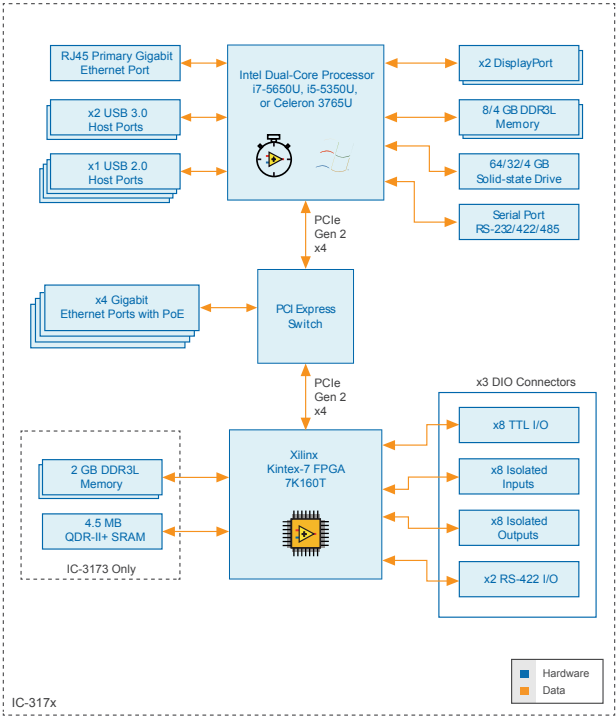 RJ45 Primary Gigabit
Ethernet Port
x2 USB 3.0
Host Ports
x1 USB 2.0
Host Ports
Intel Dual-Core Processor
i7-5650U, i5-5350U,
or Celeron 3765U
x2 DisplayPort
8/4 GB DDR3L
Memory
64/32/4 GB
Solid-state Drive
Serial Port
RS-232/422/485
PCIe
Gen 2
x4
x4 Gigabit
Ethernet Ports with PoE
PCI Express
Switch
PCIe
Gen 2
x4
x3 DIO Connectors
x8 TTL I/O
x8 Isolated
Inputs
x8 Isolated
Outputs
x2 RS-422 I/O
Xilinx
Kintex-7 FPGA
7K160T
2 GB DDR3L
Memory
4.5 MB
QDR-II+ SRAM
IC-3173 Only
Hardware
Data
IC-317x